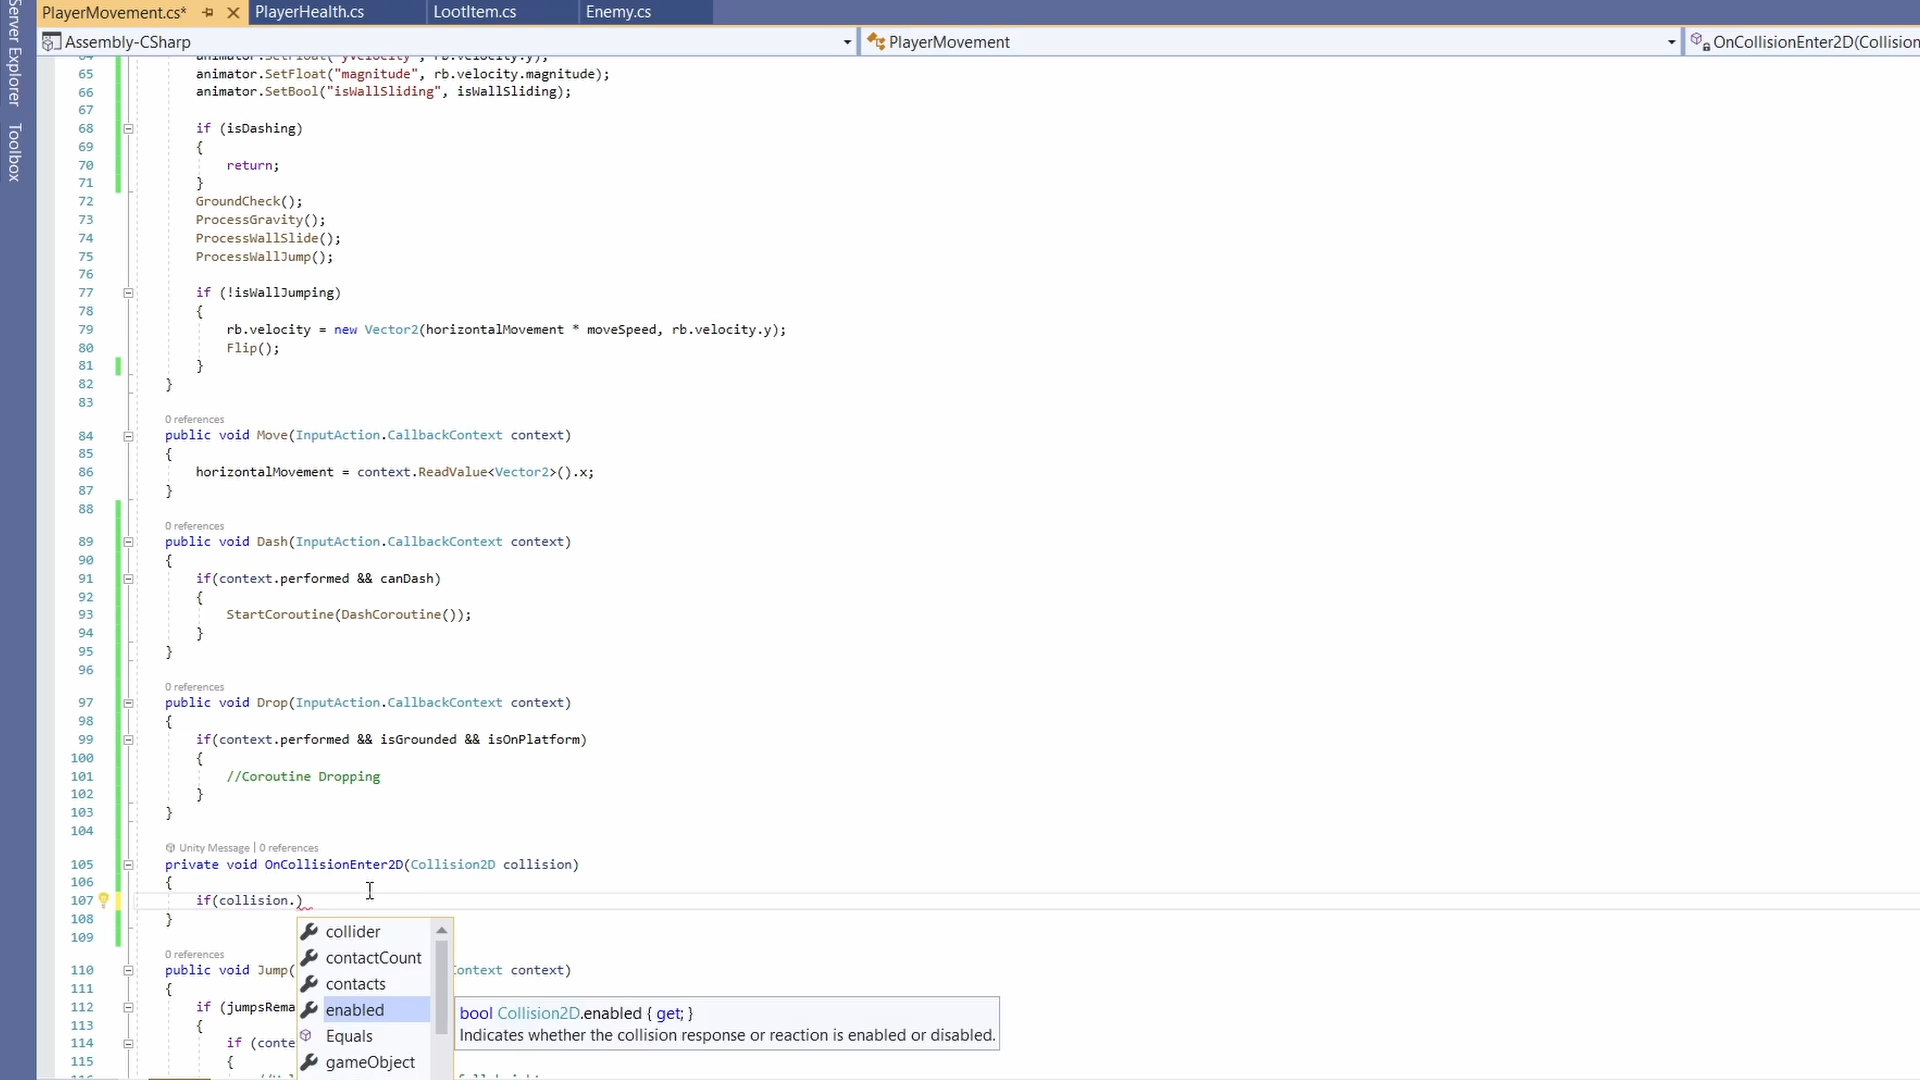 PlayerMovement.cs*
PlayerHealth.cs
LootItem.cs
Enemy.cs
Server Explorer
Toolbox
Assembly-CSharp
PlayerMovement
OnCollisionEnter2D(Collision
64 animator.SetFloat("yVelocity", rb.velocity.y);
65 animator.SetFloat("magnitude", rb.velocity.magnitude);
66 animator.SetBool("isWallSliding", isWallSliding);
67
68 if (isDashing)
69 {
70 return;
71 }
72 GroundCheck();
73 ProcessGravity();
74 ProcessWallSlide();
75 ProcessWallJump();
76
77 if (!isWallJumping)
78 {
79 rb.velocity = new Vector2(horizontalMovement * moveSpeed, rb.velocity.y);
80 Flip();
81 }
82 }
83
0 references
84 public void Move(InputAction.CallbackContext context)
85 {
86 horizontalMovement = context.ReadValue<Vector2>().x;
87 }
88
0 references
89 public void Dash(InputAction.CallbackContext context)
90 {
91 if(context.performed && canDash)
92 {
93 StartCoroutine(DashCoroutine());
94 }
95 }
96
0 references
97 public void Drop(InputAction.CallbackContext context)
98 {
99 if(context.performed && isGrounded && isOnPlatform)
100 {
101 //Coroutine Dropping
102 }
103 }
104
Unity Message | 0 references
105 private void OnCollisionEnter2D(Collision2D collision)
106 {
107 if(collision.)
108 }
109
0 references
110 public void Jump( ontext context)
111 {
112 if (jumpsRema
113 {
114 if (conte
115 {
collider
contactCount
contacts
enabled
Equals
gameObject
bool Collision2D.enabled { get; }
Indicates whether the collision response or reaction is enabled or disabled.